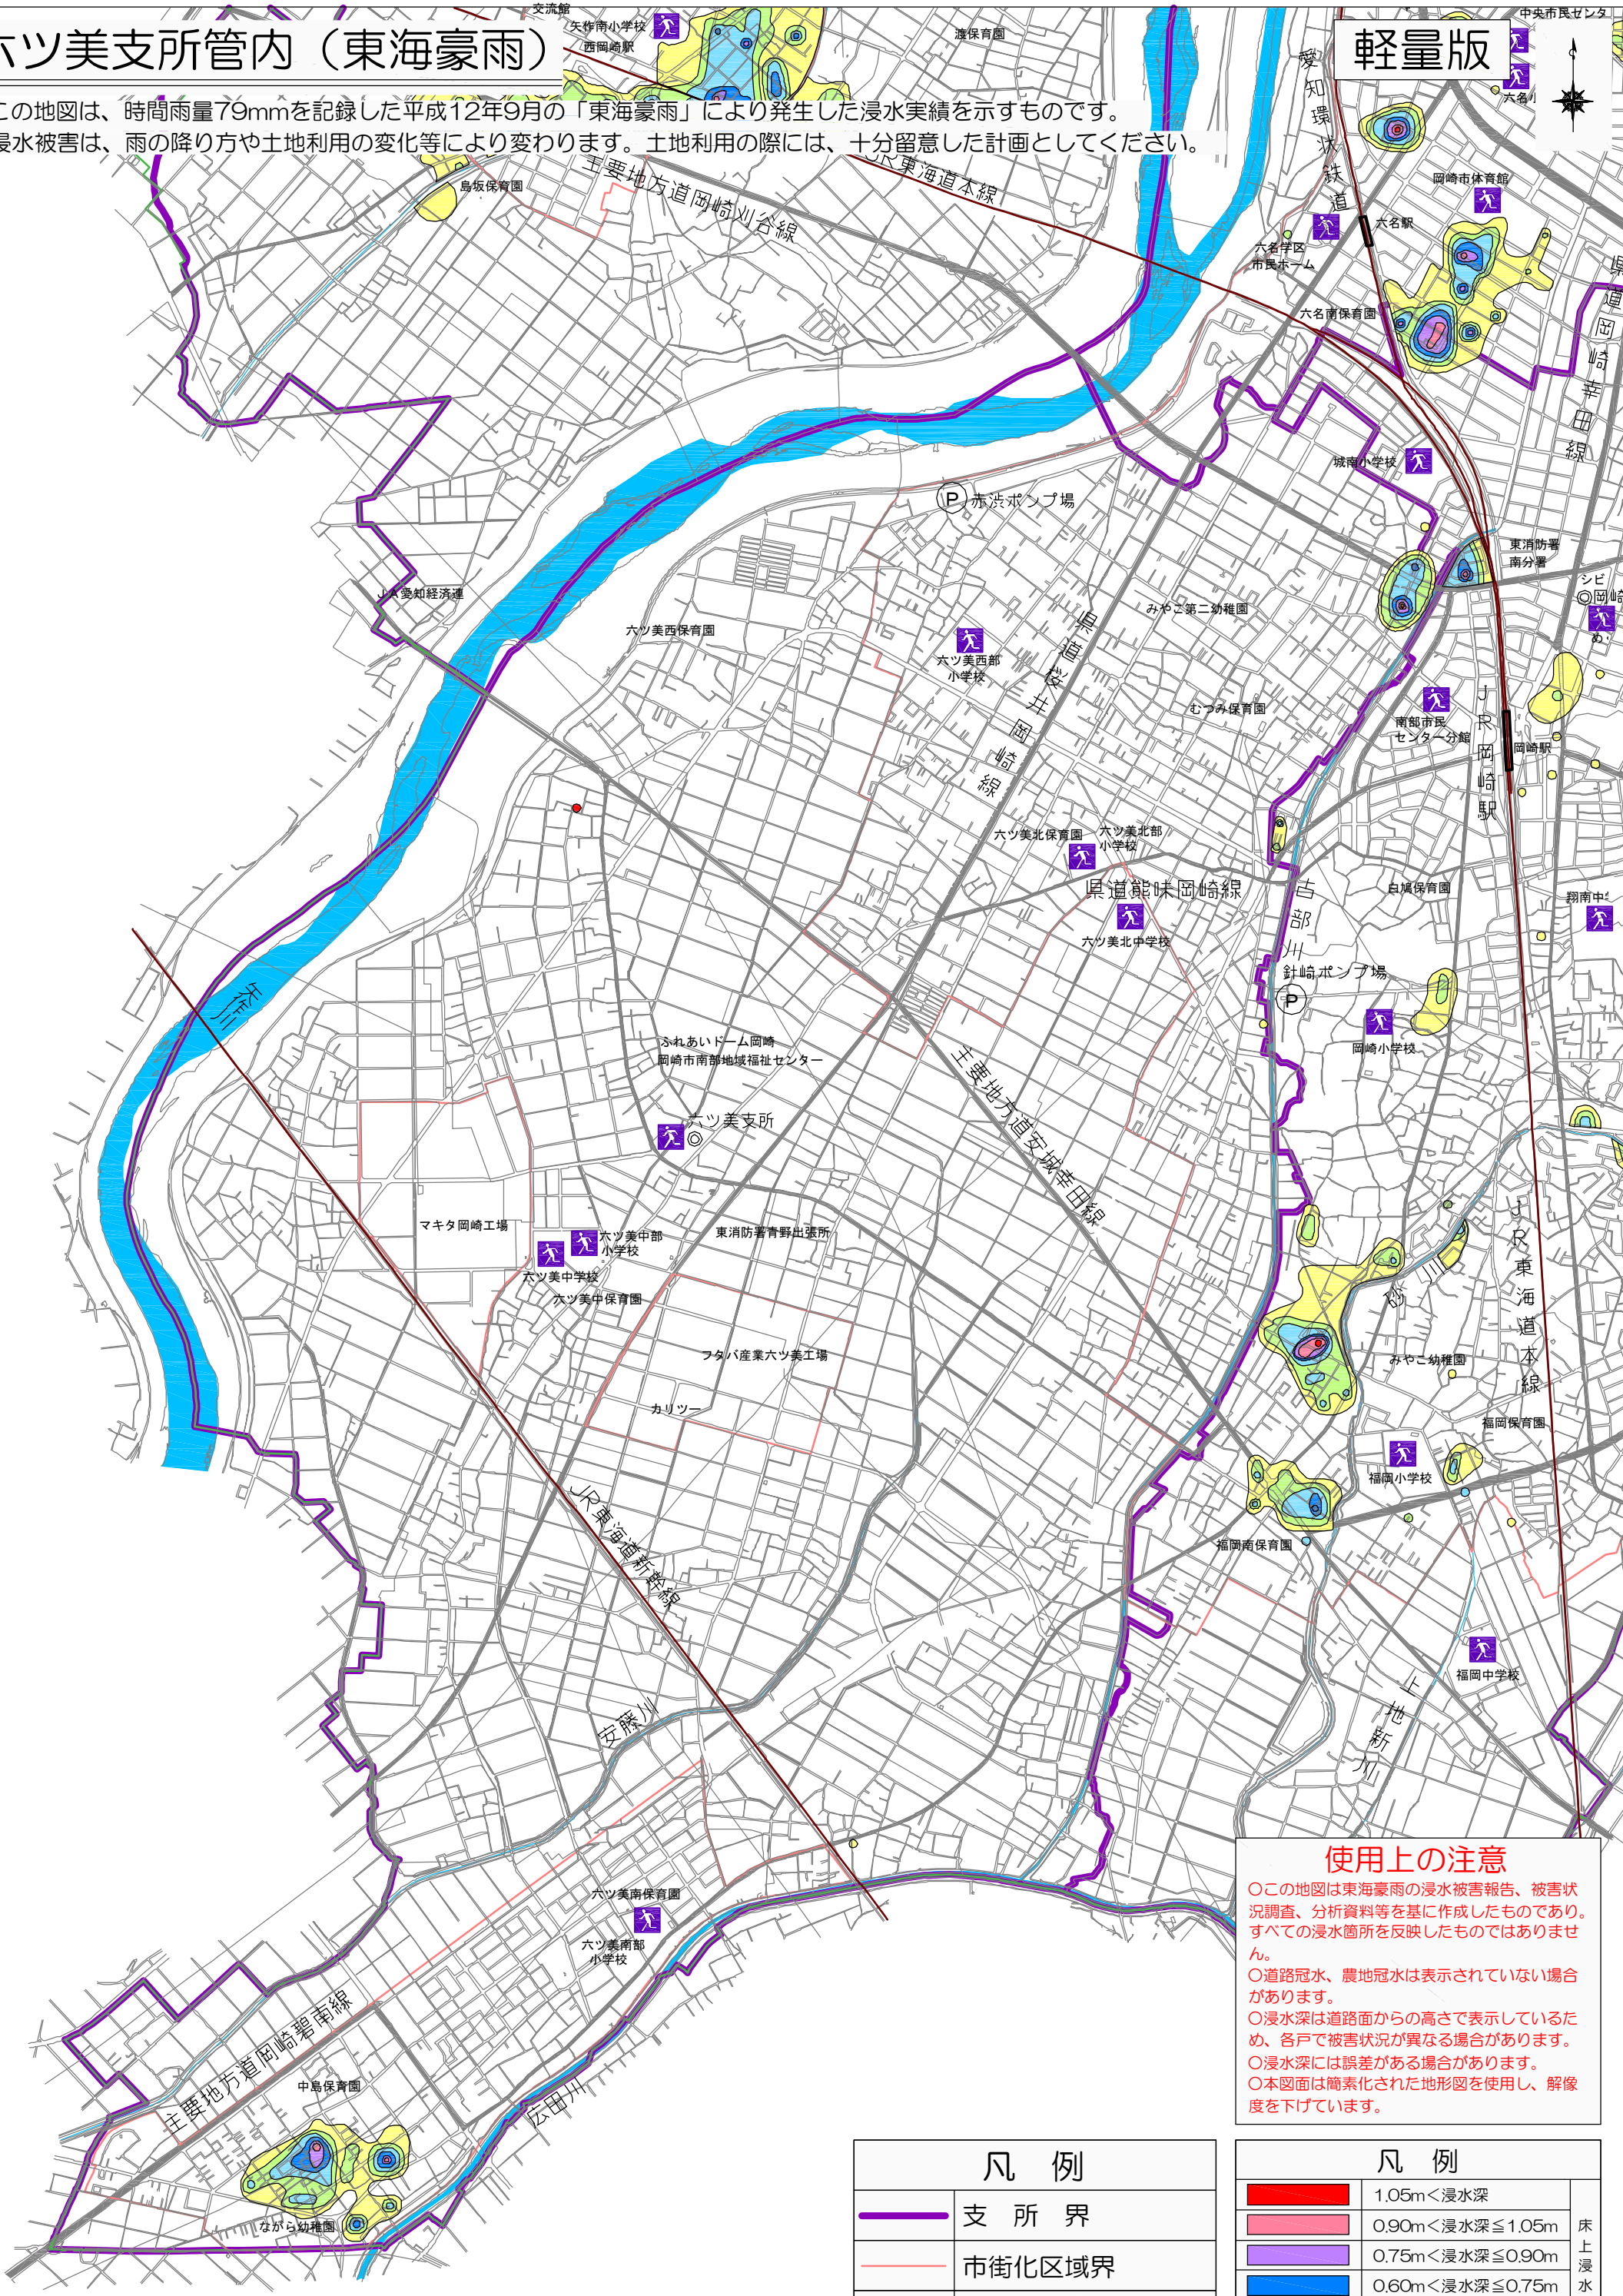 六ツ美支所管内（東海豪雨）
軽量版
この地図は、時間雨量79mmを記録した平成12年9月の「東海豪雨」により発生した浸水実績を示すものです。
浸水被害は、雨の降り方や土地利用の変化等により変わります。土地利用の際には、十分留意した計画としてください。
交流館
矢作南小学校
西岡崎駅
渡保育園
中央市民センタ
愛知環状鉄道
六名小
島坂保育園
主要地方道岡崎刈谷線
JR東海道本線
岡崎市体育館
六名駅
六名学区
市民ホーム
六名南保育園
県道岡崎幸田線
城南小学校
P 赤渋ポンプ場
東消防署
南分署
シビ
◎岡崎
め
JA愛知経済連
六ツ美西保育園
六ツ美西部
小学校
県道桜井岡崎線
みやこ第二幼稚園
むつみ保育園
南部市民
センター分館
JR岡崎駅
岡崎駅
六ツ美北保育園
六ツ美北部
小学校
県道熊味岡崎線
六ツ美北中学校
占部川
白鳩保育園
翔南中
針崎ポンプ場
P
岡崎小学校
矢作川
ふれあいドーム岡崎
岡崎市南部地域福祉センター
主要地方道安城幸田線
六ツ美支所
◎
マキタ岡崎工場
六ツ美中部
小学校
六ツ美中学校
六ツ美中保育園
東消防署青野出張所
フタバ産業六ツ美工場
カリツー
砂川
JR東海道本線
みやこ幼稚園
福岡保育園
福岡小学校
福岡南保育園
JR東海道新幹線
福岡中学校
上地新川
安藤川
六ツ美南保育園
六ツ美南部
小学校
主要地方道岡崎碧南線
中島保育園
広田川
ながら幼稚園
使用上の注意
○この地図は東海豪雨の浸水被害報告、被害状
況調査、分析資料等を基に作成したものであり。
すべての浸水箇所を反映したものではありませ
ん。
○道路冠水、農地冠水は表示されていない場合
があります。
○浸水深は道路面からの高さで表示しているた
め、各戸で被害状況が異なる場合があります。
○浸水深には誤差がある場合があります。
○本図面は簡素化された地形図を使用し、解像
度を下げています。
凡 例
支 所 界
市街化区域界
凡 例
1.05m＜浸水深
0.90m＜浸水深≦1.05m
0.75m＜浸水深≦0.90m
0.60m＜浸水深≦0.75m
床上浸水